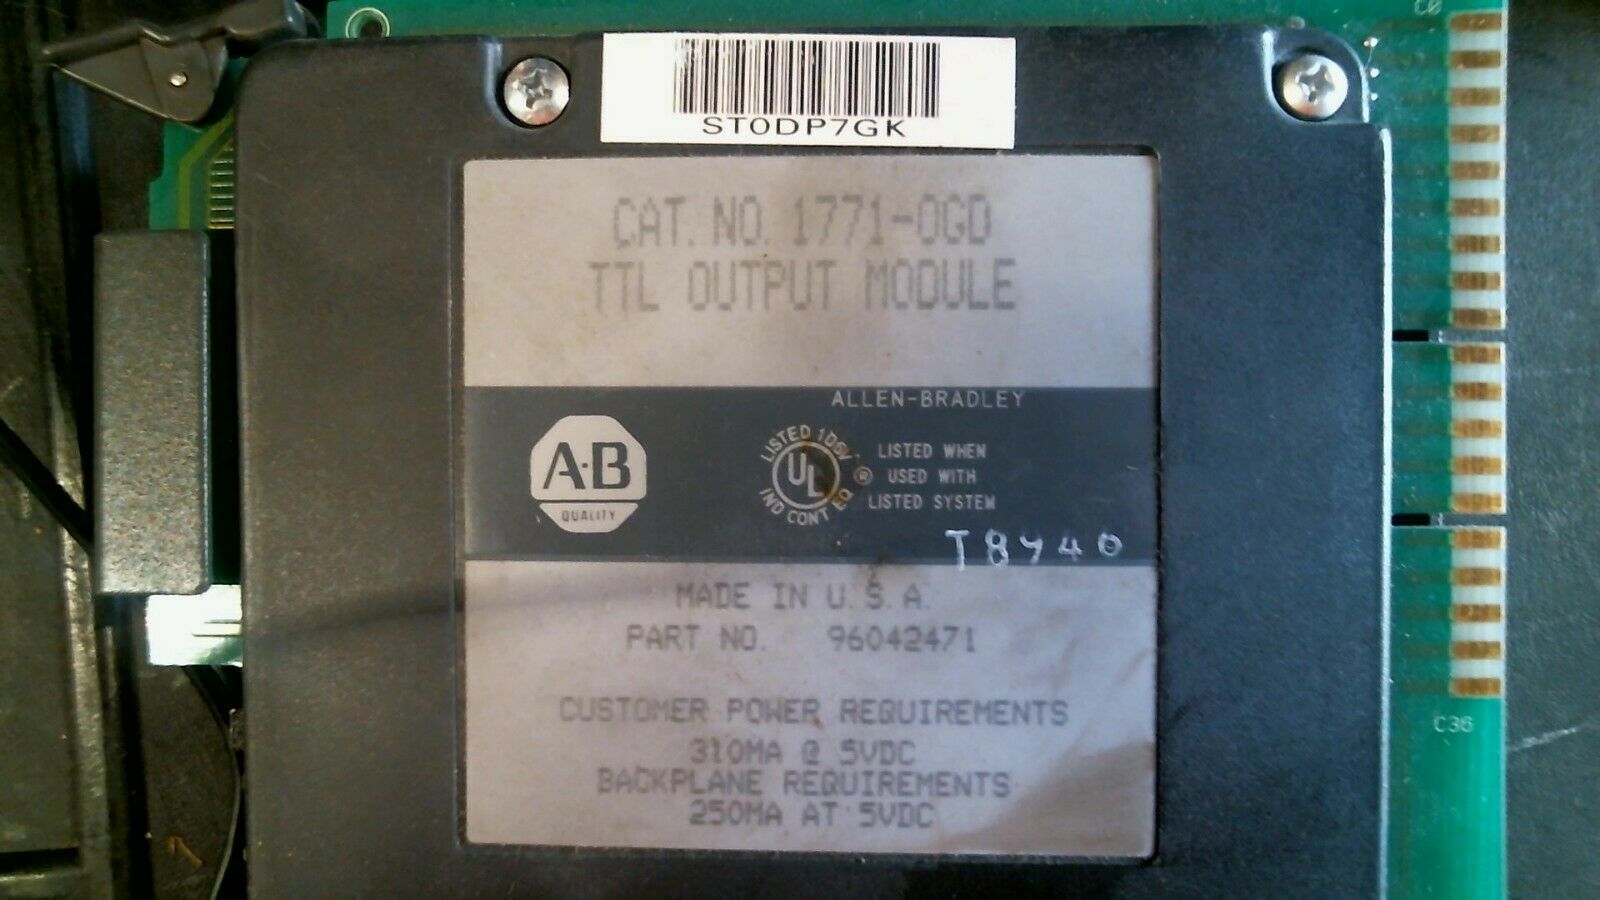 C0
ST0DP7GK
CAT. NO. 1771-OGD
TTL OUTPUT MODULE
ALLEN-BRADLEY
A·B
QUALITY
LISTED 1D5V
UL
IND CONT EQ
®
LISTED WHEN
USED WITH
LISTED SYSTEM
T8940
MADE IN U.S.A.
PART NO. 96042471
C36
CUSTOMER POWER REQUIREMENTS
310MA @ 5VDC
BACKPLANE REQUIREMENTS
250MA AT 5VDC